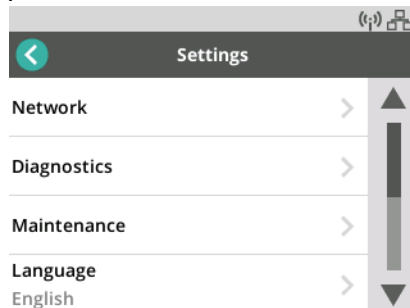 Settings
Network
Diagnostics
Maintenance
Language
English